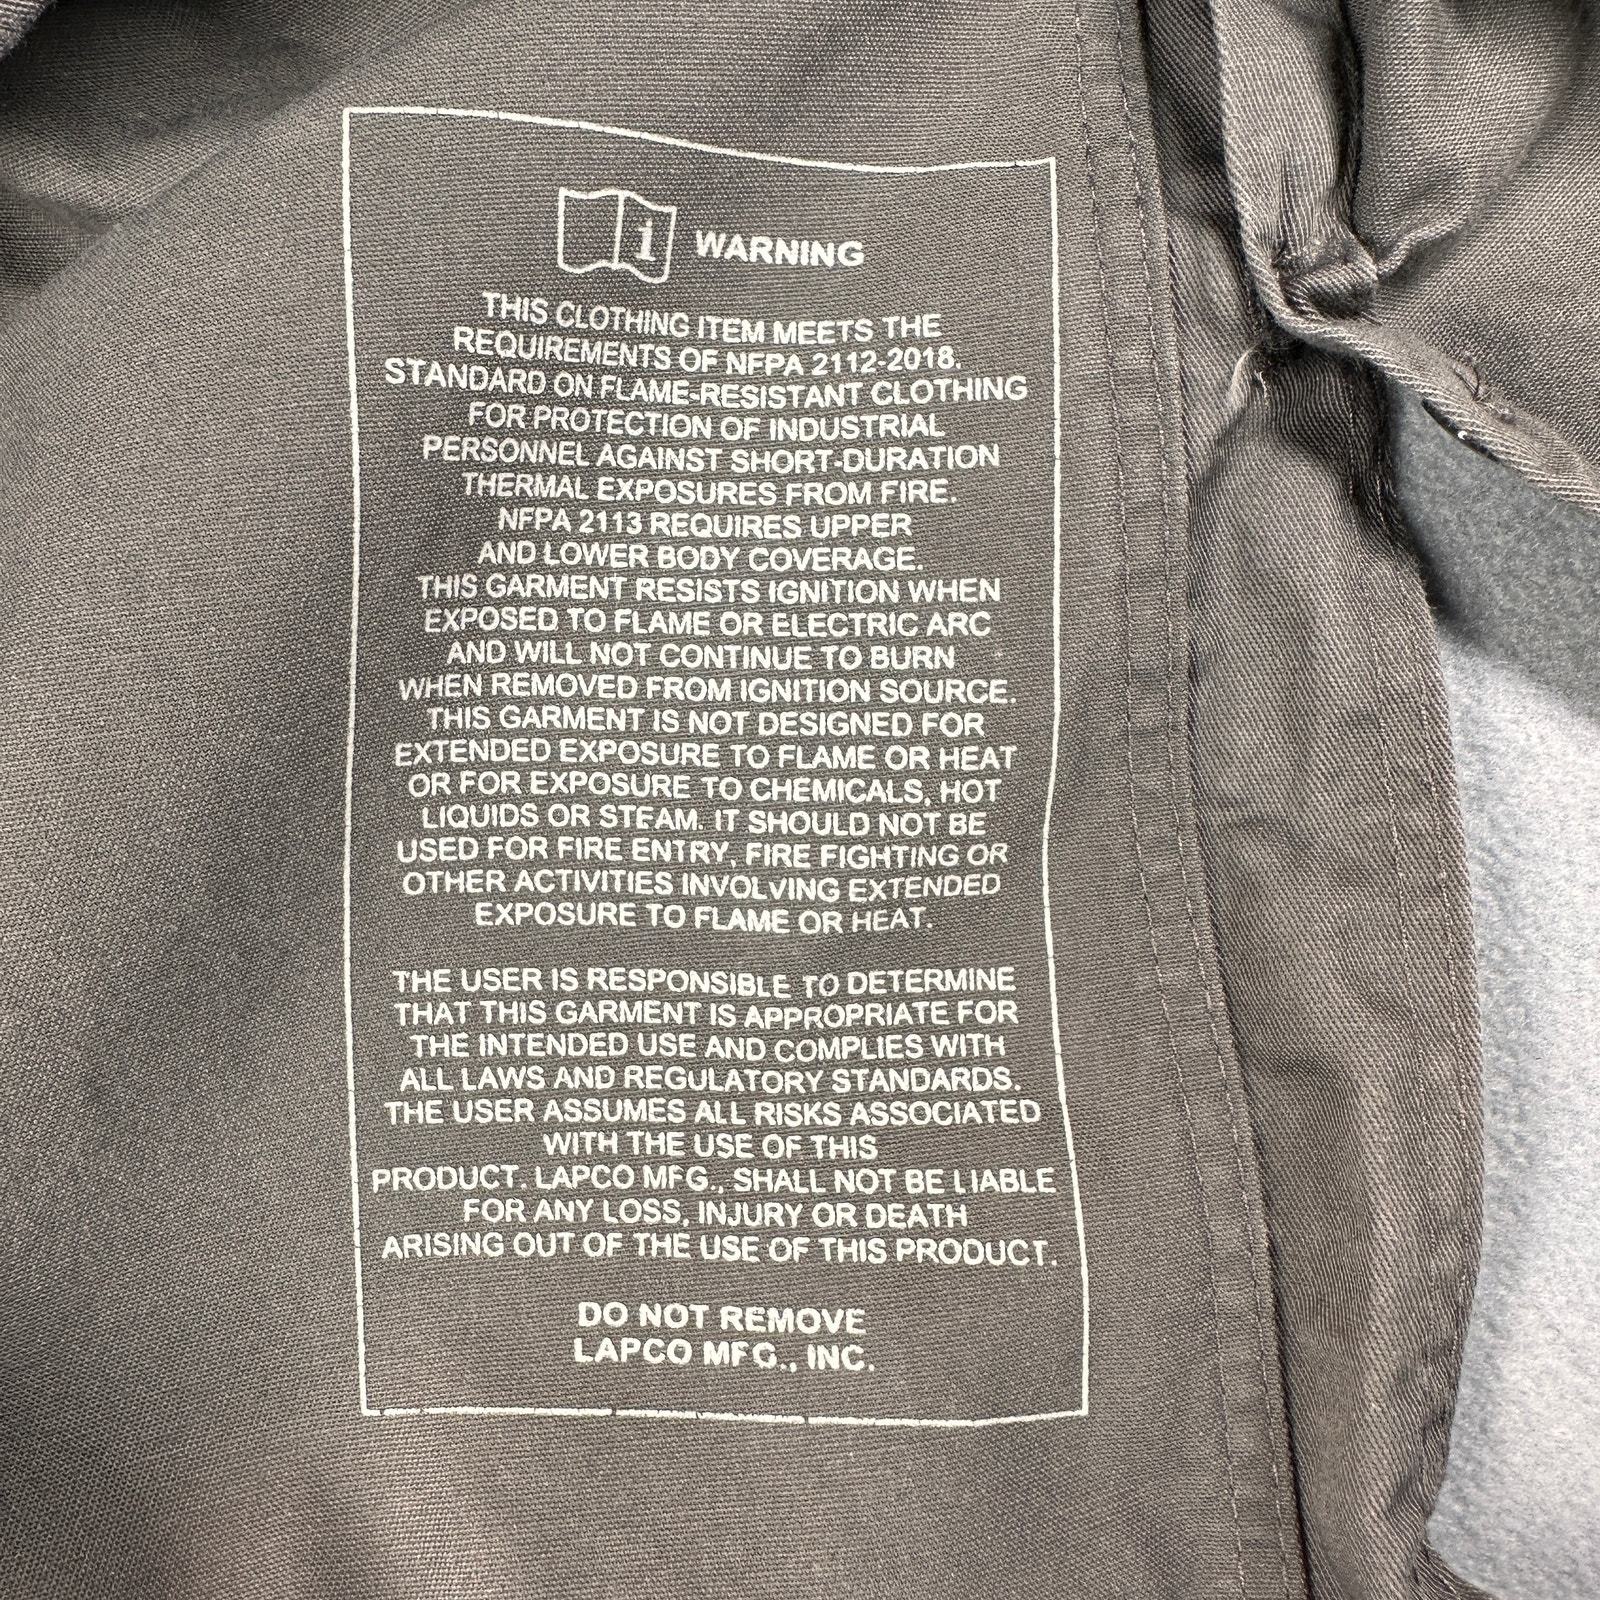 i WARNING
THIS CLOTHING ITEM MEETS THE
REQUIREMENTS OF NFPA 2112-2018.
STANDARD ON FLAME-RESISTANT CLOTHING
FOR PROTECTION OF INDUSTRIAL
PERSONNEL AGAINST SHORT-DURATION
THERMAL EXPOSURES FROM FIRE.
NFPA 2113 REQUIRES UPPER
AND LOWER BODY COVERAGE.
THIS GARMENT RESISTS IGNITION WHEN
EXPOSED TO FLAME OR ELECTRIC ARC
AND WILL NOT CONTINUE TO BURN
WHEN REMOVED FROM IGNITION SOURCE.
THIS GARMENT IS NOT DESIGNED FOR
EXTENDED EXPOSURE TO FLAME OR HEAT
OR FOR EXPOSURE TO CHEMICALS, HOT
LIQUIDS OR STEAM. IT SHOULD NOT BE
USED FOR FIRE ENTRY, FIRE FIGHTING OR
OTHER ACTIVITIES INVOLVING EXTENDED
EXPOSURE TO FLAME OR HEAT.
THE USER IS RESPONSIBLE TO DETERMINE
THAT THIS GARMENT IS APPROPRIATE FOR
THE INTENDED USE AND COMPLIES WITH
ALL LAWS AND REGULATORY STANDARDS.
THE USER ASSUMES ALL RISKS ASSOCIATED
WITH THE USE OF THIS
PRODUCT. LAPCO MFG., SHALL NOT BE LIABLE
FOR ANY LOSS, INJURY OR DEATH
ARISING OUT OF THE USE OF THIS PRODUCT.
DO NOT REMOVE
LAPCO MFG., INC.